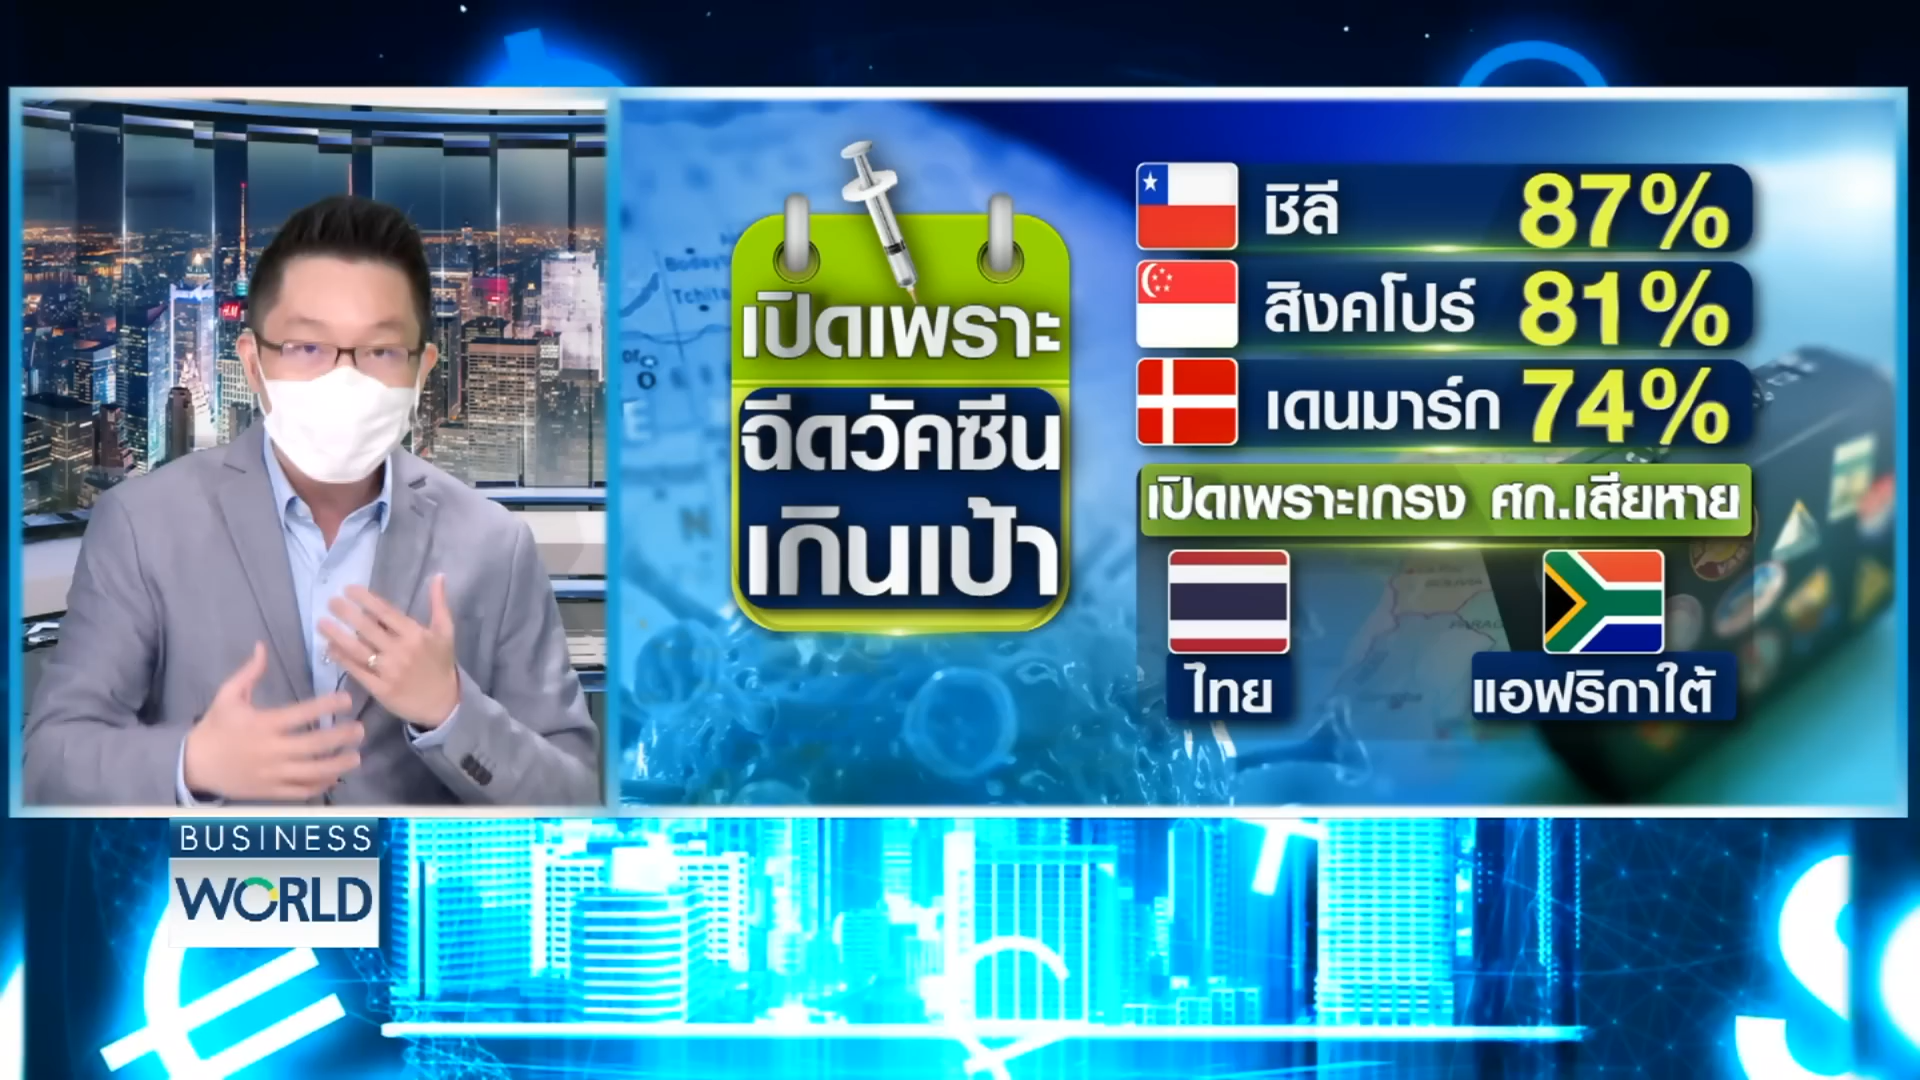 เปิดเพราะ
ฉีดวัคซีน
เกินเป้า
ชิลี 87%
สิงคโปร์ 81%
เดนมาร์ก 74%
เปิดเพราะเกรง ศก.เสียหาย
ไทย
แอฟริกาใต้
BUSINESS
WORLD